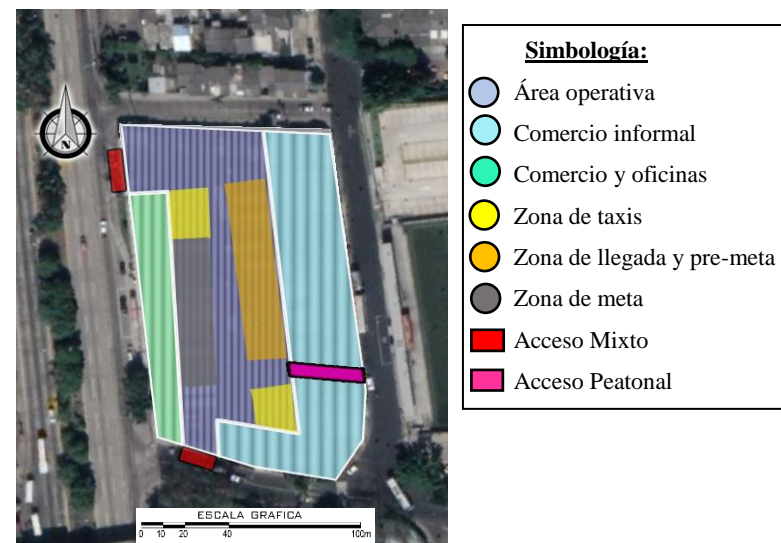 N
Simbología:
Área operativa
Comercio informal
Comercio y oficinas
Zona de taxis
Zona de llegada y pre-meta
Zona de meta
Acceso Mixto
Acceso Peatonal
ESCALA GRAFICA
0 10 20 40 100m